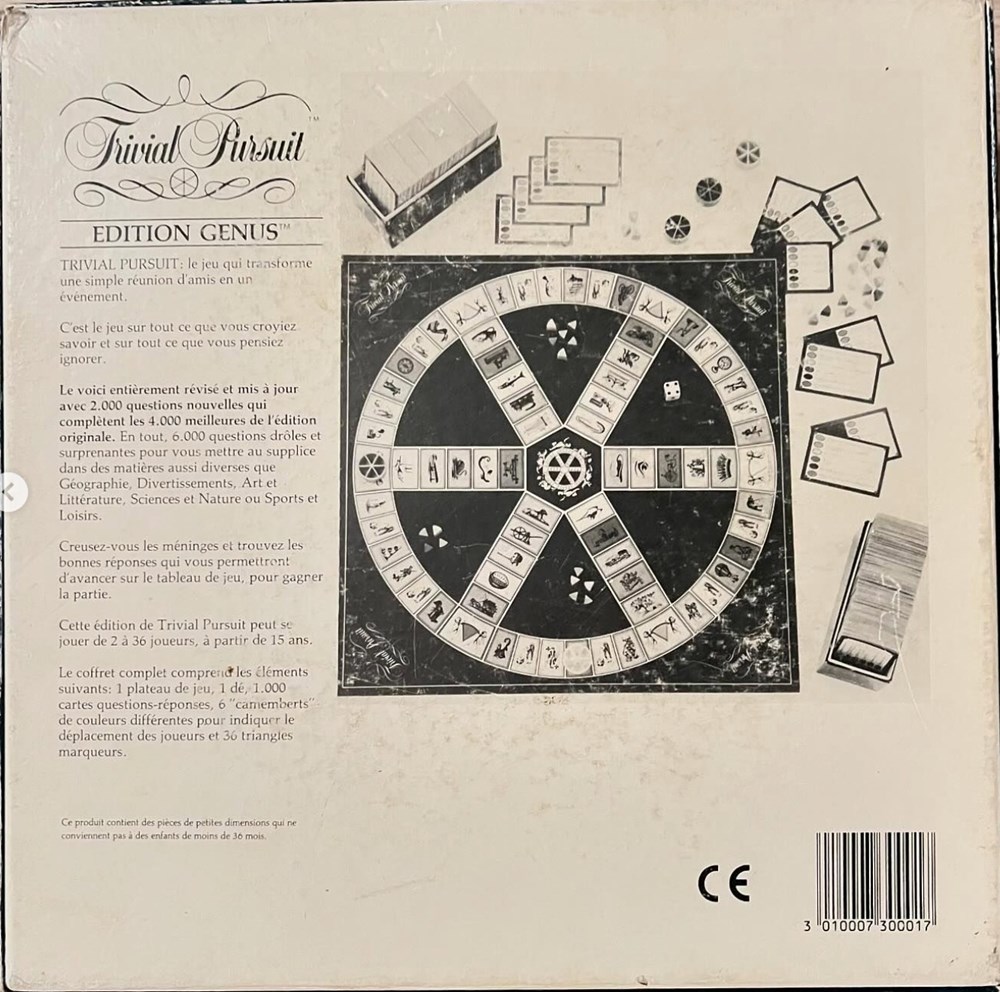 Trivial Pursuit™
EDITION GENUS™
TRIVIAL PURSUIT: le jeu qui transforme
une simple réunion d'amis en un
événement.
C'est le jeu sur tout ce que vous croyiez
savoir et sur tout ce que vous pensiez
ignorer.
Le voici entièrement révisé et mis à jour
avec 2.000 questions nouvelles qui
complètent les 4.000 meilleures de l'édition
originale. En tout, 6.000 questions drôles et
surprenantes pour vous mettre au supplice
dans des matières aussi diverses que
Géographie, Divertissements, Art et
Littérature, Sciences et Nature ou Sports et
Loisirs.
Creusez-vous les méninges et trouvez les
bonnes réponses qui vous permettront
d'avancer sur le tableau de jeu, pour gagner
la partie.
Cette édition de Trivial Pursuit peut se
jouer de 2 à 36 joueurs, à partir de 15 ans.
Le coffret complet comprend les éléments
suivants: 1 plateau de jeu, 1 dé, 1.000
cartes questions-réponses, 6 "camemberts"
de couleurs différentes pour indiquer le
déplacement des joueurs et 36 triangles
marqueurs.
Ce produit contient des pièces de petites dimensions qui ne
conviennent pas à des enfants de moins de 36 mois.
Trivial Pursuit
Trivial Pursuit
Trivial Pursuit
Trivial Pursuit
CE
3 010007 300017